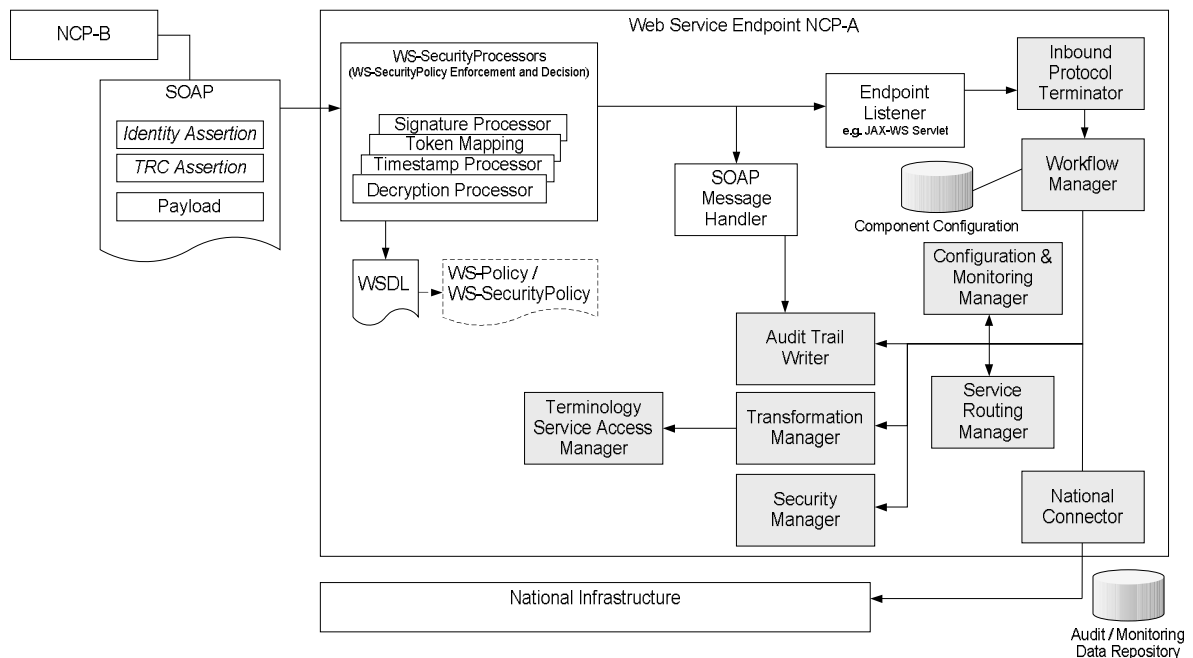 NCP-B
Web Service Endpoint NCP-A
SOAP
Identity Assertion
TRC Assertion
Payload
WS-SecurityProcessors
(WS-SecurityPolicy Enforcement and Decision)
Signature Processor
Token Mapping
Timestamp Processor
Decryption Processor
WSDL
WS-Policy /
WS-SecurityPolicy
SOAP
Message
Handler
Endpoint
Listener
e.g. JAX-WS Servlet
Inbound
Protocol
Terminator
Workflow
Manager
Component Configuration
Configuration &
Monitoring
Manager
Audit Trail
Writer
Service
Routing
Manager
Terminology
Service Access
Manager
Transformation
Manager
Security
Manager
National
Connector
National Infrastructure
Audit / Monitoring
Data Repository